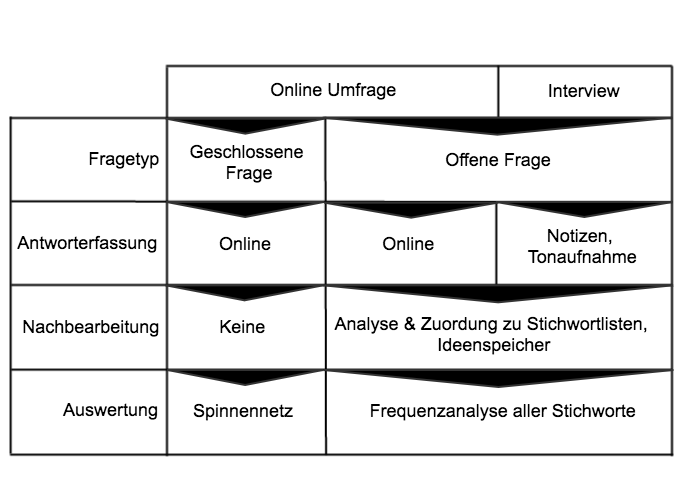 Online Umfrage
Interview
Fragetyp
Geschlossene
Frage
Offene Frage
Antworterfassung
Online
Online
Notizen,
Tonaufnahme
Nachbearbeitung
Keine
Analyse & Zuordung zu Stichwortlisten,
Ideenspeicher
Auswertung
Spinnennetz
Frequenzanalyse aller Stichworte